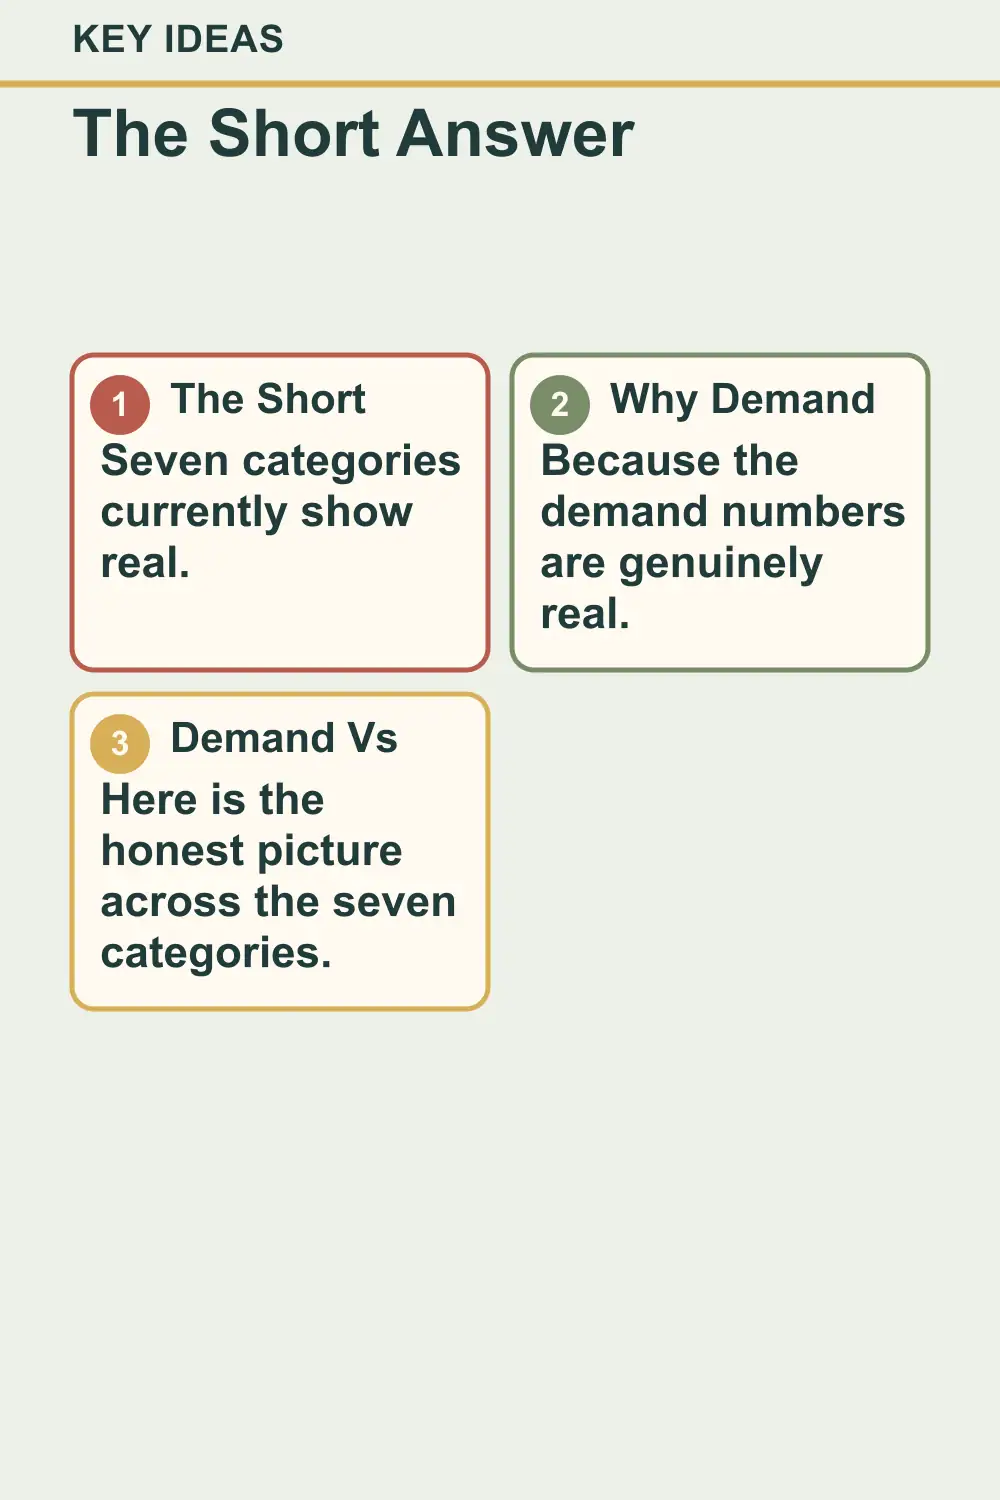 KEY IDEAS
The Short Answer
1 The Short
Seven categories
currently show
real.
2 Why Demand
Because the
demand numbers
are genuinely
real.
3 Demand Vs
Here is the
honest picture
across the seven
categories.